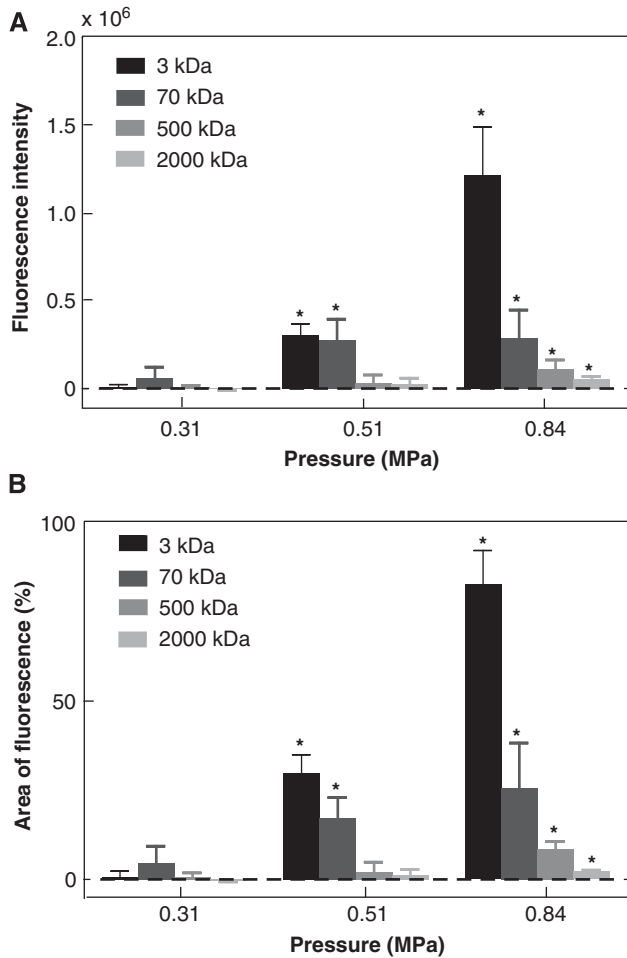 A
x 10⁶
2.0
1.5
1.0
0.5
0
Fluorescence intensity
3 kDa
70 kDa
500 kDa
2000 kDa
*
* *
*
*
*
0.31 0.51 0.84
Pressure (MPa)
B
100
50
0
Area of fluorescence (%)
3 kDa
70 kDa
500 kDa
2000 kDa
*
*
*
*
*
*
0.31 0.51 0.84
Pressure (MPa)